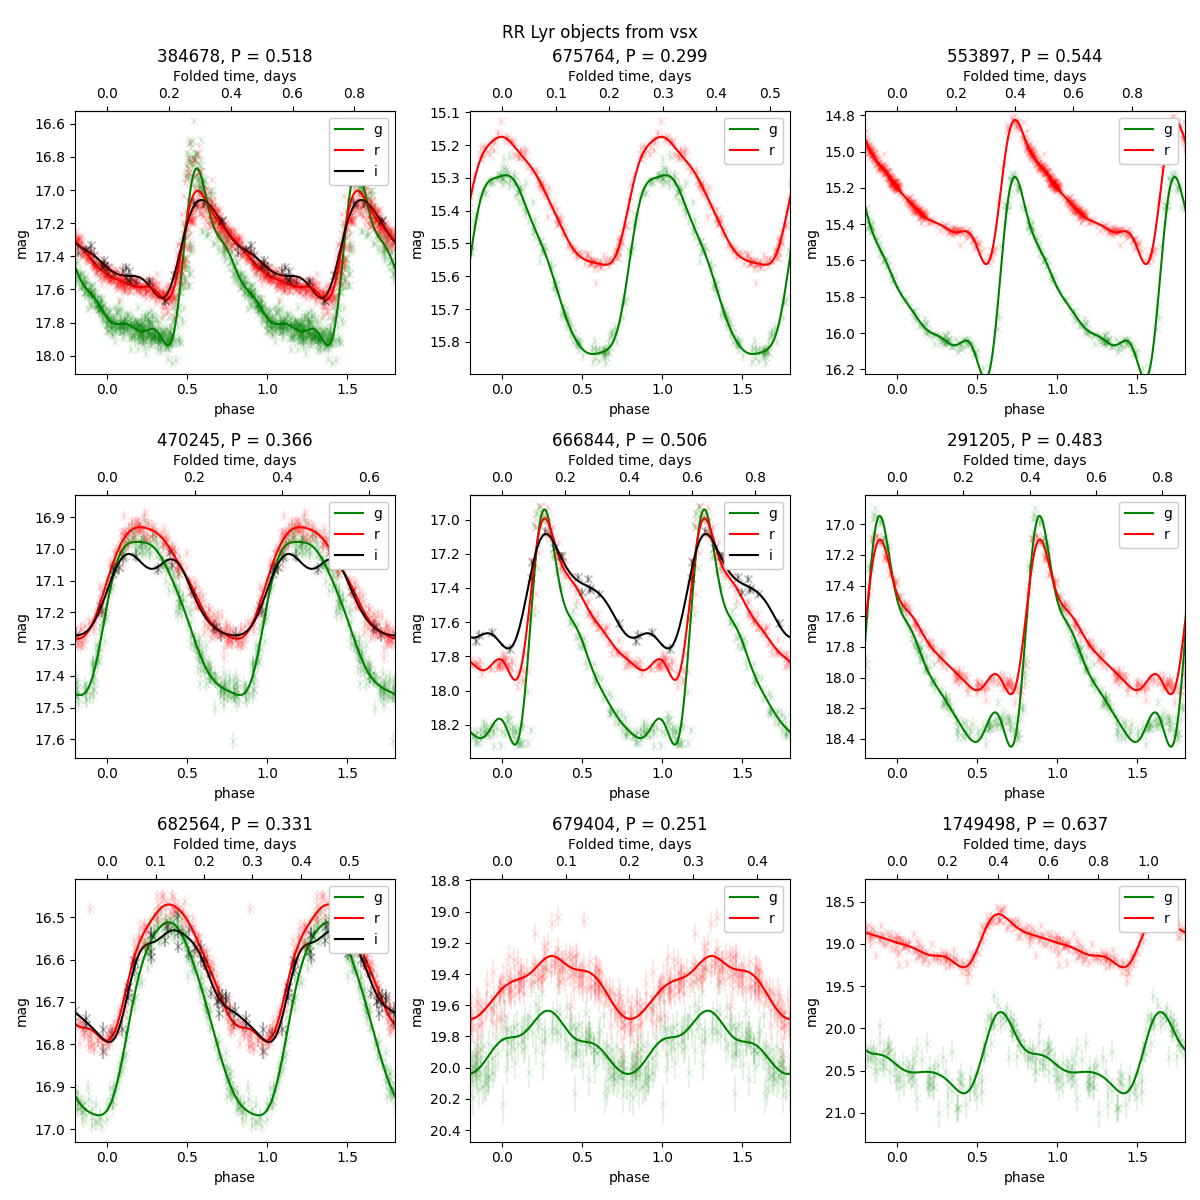 RR Lyr objects from vsx
384678, P = 0.518
Folded time, days
0.0 0.2 0.4 0.6 0.8
16.6
16.8
17.0
17.2
17.4
17.6
17.8
18.0
mag
g
r
i
0.0 0.5 1.0 1.5
phase
675764, P = 0.299
Folded time, days
0.0 0.1 0.2 0.3 0.4 0.5
15.1
15.2
15.3
15.4
15.5
15.6
15.7
15.8
mag
g
r
0.0 0.5 1.0 1.5
phase
553897, P = 0.544
Folded time, days
0.0 0.2 0.4 0.6 0.8
14.8
15.0
15.2
15.4
15.6
15.8
16.0
16.2
mag
g
r
0.0 0.5 1.0 1.5
phase
470245, P = 0.366
Folded time, days
0.0 0.2 0.4 0.6
16.9
17.0
17.1
17.2
17.3
17.4
17.5
17.6
mag
g
r
i
0.0 0.5 1.0 1.5
phase
666844, P = 0.506
Folded time, days
0.0 0.2 0.4 0.6 0.8
17.0
17.2
17.4
17.6
17.8
18.0
18.2
mag
g
r
i
0.0 0.5 1.0 1.5
phase
291205, P = 0.483
Folded time, days
0.0 0.2 0.4 0.6 0.8
17.0
17.2
17.4
17.6
17.8
18.0
18.2
18.4
mag
g
r
0.0 0.5 1.0 1.5
phase
682564, P = 0.331
Folded time, days
0.0 0.1 0.2 0.3 0.4 0.5
16.5
16.6
16.7
16.8
16.9
17.0
mag
g
r
i
0.0 0.5 1.0 1.5
phase
679404, P = 0.251
Folded time, days
0.0 0.1 0.2 0.3 0.4
18.8
19.0
19.2
19.4
19.6
19.8
20.0
20.2
20.4
mag
g
r
0.0 0.5 1.0 1.5
phase
1749498, P = 0.637
Folded time, days
0.0 0.2 0.4 0.6 0.8 1.0
18.5
19.0
19.5
20.0
20.5
21.0
mag
g
r
0.0 0.5 1.0 1.5
phase